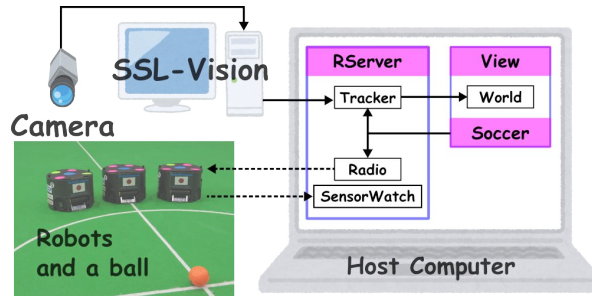 SSL-Vision
Camera
Robots
and a ball
RServer
Tracker
Radio
SensorWatch
View
World
Soccer
Host Computer